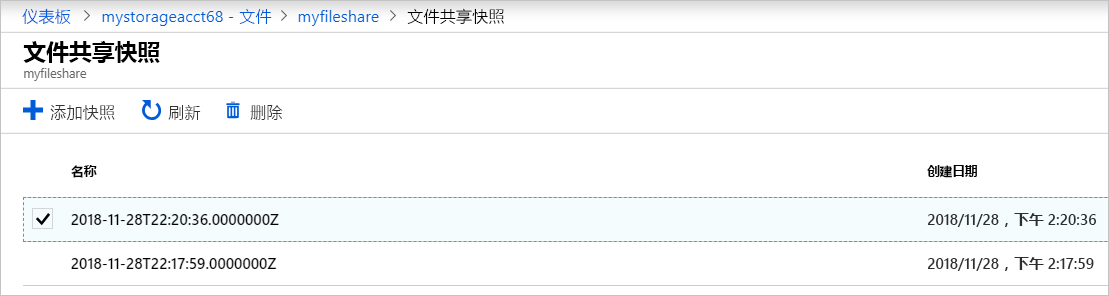 仪表板 > mystorageacct68 - 文件 > myfileshare > 文件共享快照
文件共享快照
myfileshare
添加快照 刷新 删除
名称 创建日期
2018-11-28T22:20:36.0000000Z 2018/11/28，下午 2:20:36
2018-11-28T22:17:59.0000000Z 2018/11/28，下午 2:17:59